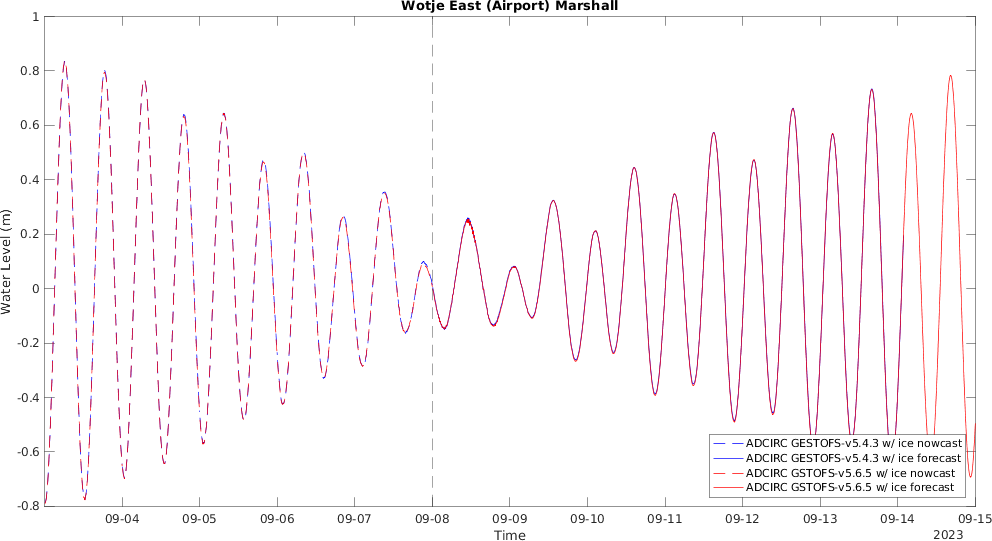 Wotje East (Airport) Marshall
1
0.8
0.6
0.4
0.2
0
-0.2
-0.4
-0.6
-0.8
Water Level (m)
ADCIRC GESTOFS-v5.4.3 w/ ice nowcast
ADCIRC GESTOFS-v5.4.3 w/ ice forecast
ADCIRC GSTOFS-v5.6.5 w/ ice nowcast
ADCIRC GSTOFS-v5.6.5 w/ ice forecast
09-04 09-05 09-06 09-07 09-08 09-09 09-10 09-11 09-12 09-13 09-14 09-15
Time
2023